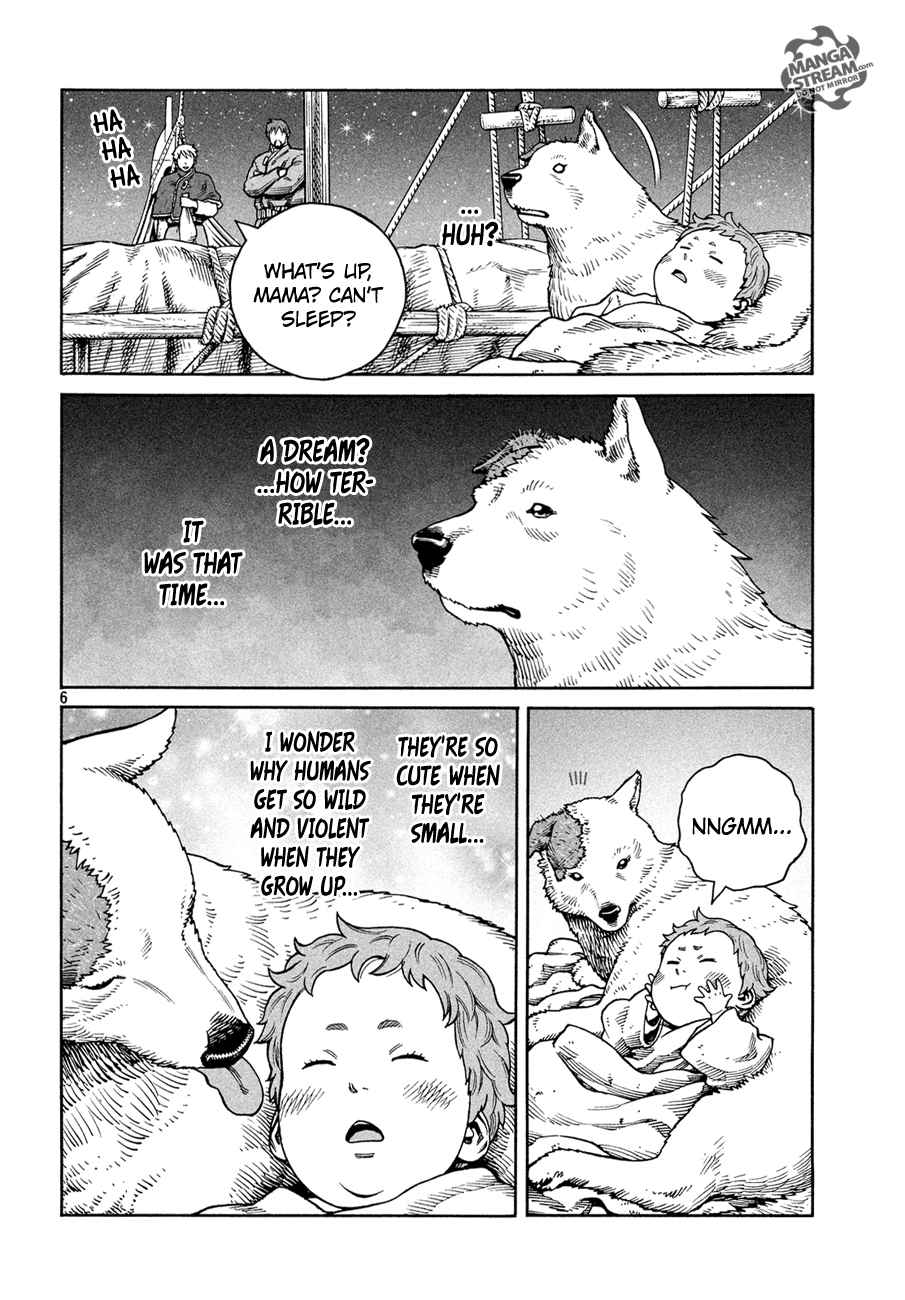 MANGA
STREAM.com
DO NOT MIRROR
...
HUH?
HA
HA
HA
WHAT'S UP,
MAMA? CAN'T
SLEEP?
A DREAM?
...HOW TER-
RIBLE...
IT
WAS THAT
TIME...
6
NNGMM...
THEY'RE SO
CUTE WHEN
THEY'RE
SMALL...
I WONDER
WHY HUMANS
GET SO WILD
AND VIOLENT
WHEN THEY
GROW UP...